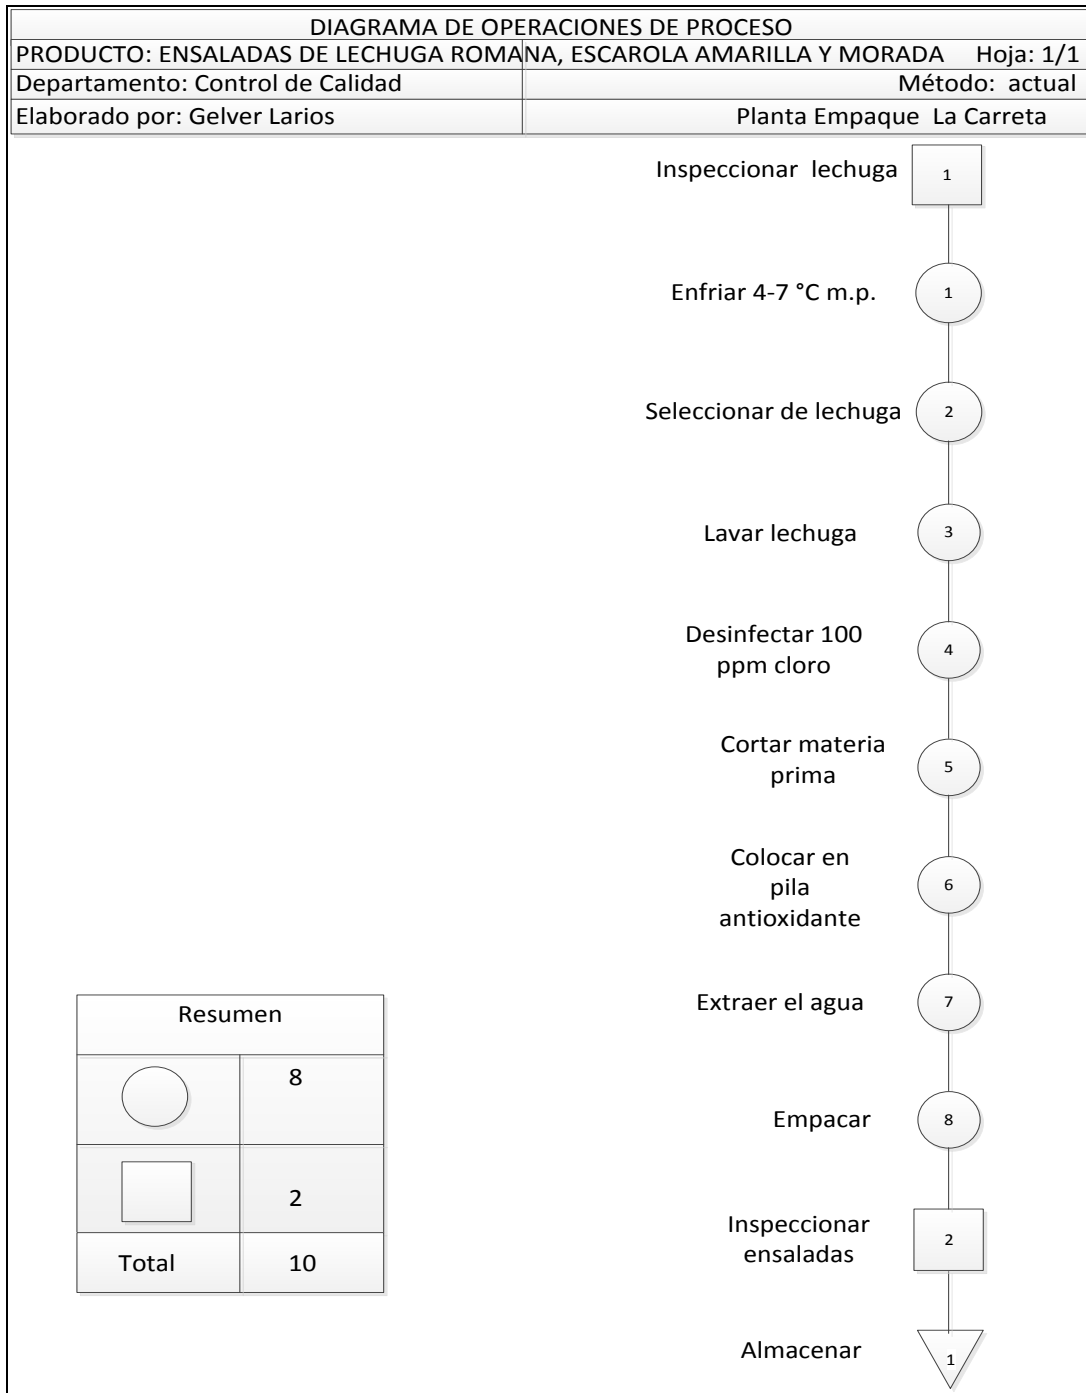 DIAGRAMA DE OPERACIONES DE PROCESO
PRODUCTO: ENSALADAS DE LECHUGA ROMANA, ESCAROLA AMARILLA Y MORADA Hoja: 1/1
Departamento: Control de Calidad Método: actual
Elaborado por: Gelver Larios Planta Empaque La Carreta
Inspeccionar lechuga 1
Enfriar 4-7 °C m.p. 1
Seleccionar de lechuga 2
Lavar lechuga 3
Desinfectar 100
ppm cloro
4
Cortar materia
prima
5
Colocar en
pila
antioxidante
6
Extraer el agua 7
Empacar 8
Inspeccionar
ensaladas
2
Almacenar 1
Resumen
8
2
Total 10